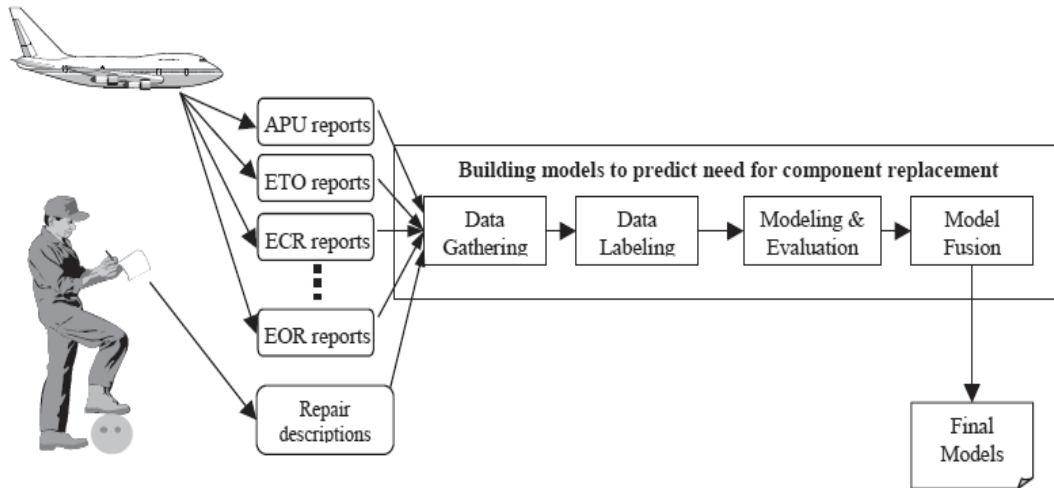 APU reports
ETO reports
ECR reports
EOR reports
Repair
descriptions
Building models to predict need for component replacement
Data
Gathering
Data
Labeling
Modeling &
Evaluation
Model
Fusion
Final
Models